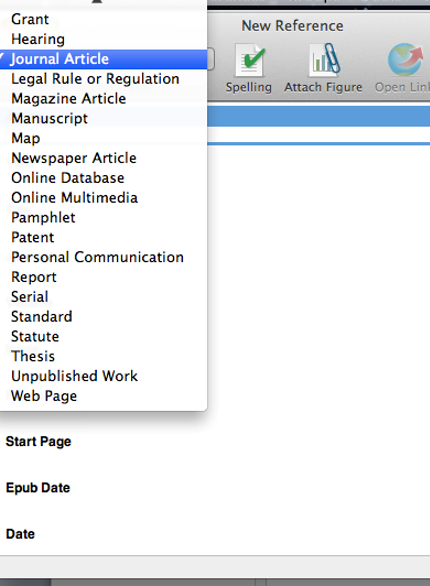 Grant
Hearing
Journal Article
Legal Rule or Regulation
Magazine Article
Manuscript
Map
Newspaper Article
Online Database
Online Multimedia
Pamphlet
Patent
Personal Communication
Report
Serial
Standard
Statute
Thesis
Unpublished Work
Web Page
New Reference
Spelling Attach Figure Open Lin
Start Page
Epub Date
Date